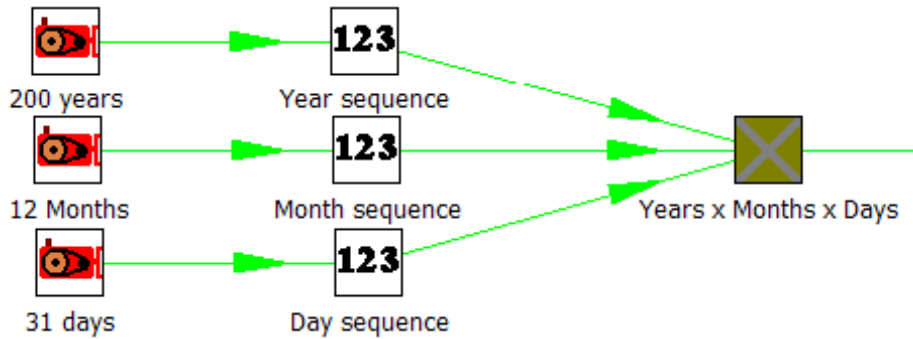 123
200 years
Year sequence
123
12 Months
Month sequence
Years x Months x Days
123
31 days
Day sequence